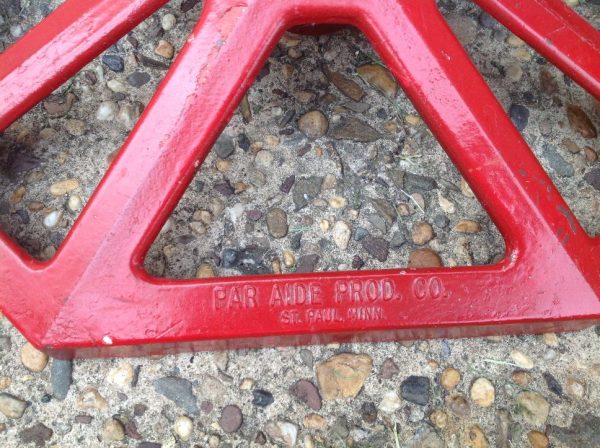 PAR AIDE PROD. CO.
ST. PAUL, MINN.